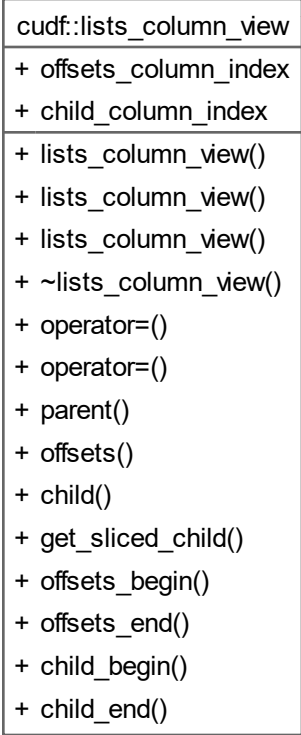 cudf::lists_column_view
+ offsets_column_index
+ child_column_index
+ lists_column_view()
+ lists_column_view()
+ lists_column_view()
+ ~lists_column_view()
+ operator=()
+ operator=()
+ parent()
+ offsets()
+ child()
+ get_sliced_child()
+ offsets_begin()
+ offsets_end()
+ child_begin()
+ child_end()